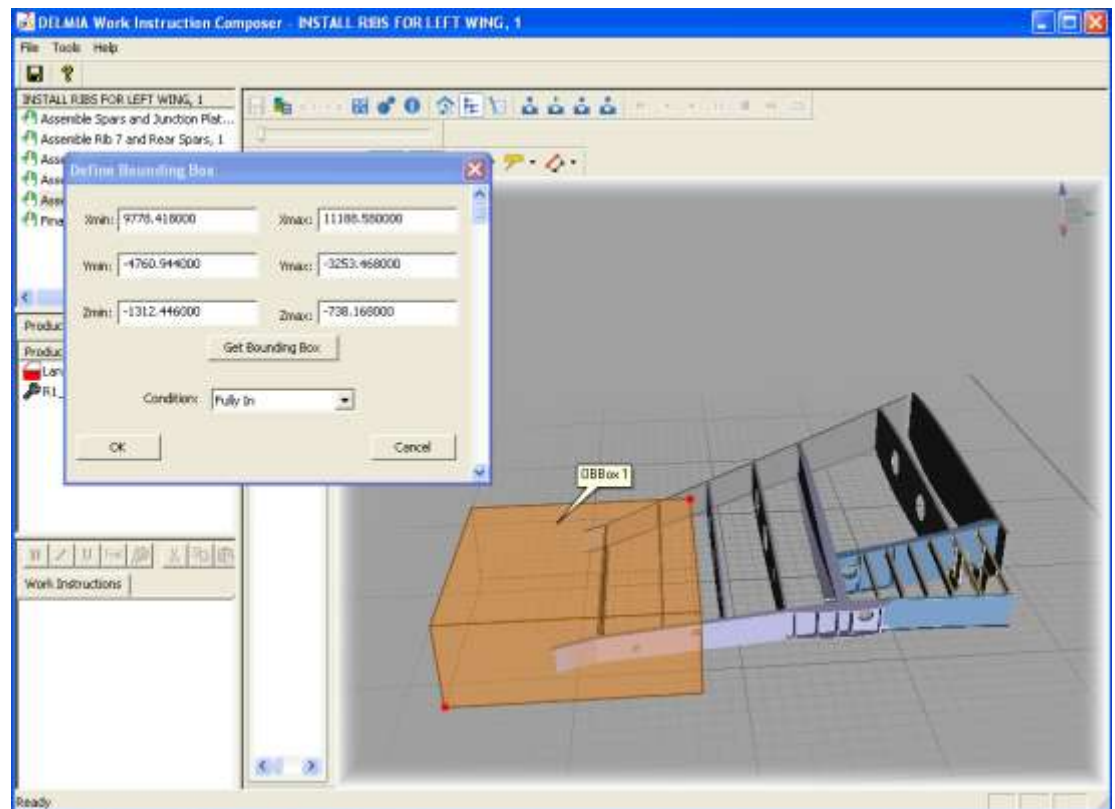 DELMIA Work Instruction Composer - INSTALL RIBS FOR LEFT WING, 1
File Tools Help
INSTALL RIBS FOR LEFT WING, 1
Assemble Spars and Junction Plat...
Assemble Rib 7 and Rear Spars, 1
Define Bounding Box
Xmin: 9778.418000 Xmax: 11188.580000
Ymin: -4760.944000 Ymax: -3253.468000
Zmin: -1312.446000 Zmax: -738.168000
Get Bounding Box
Condition: Fully In
OK Cancel
Work Instructions
Ready